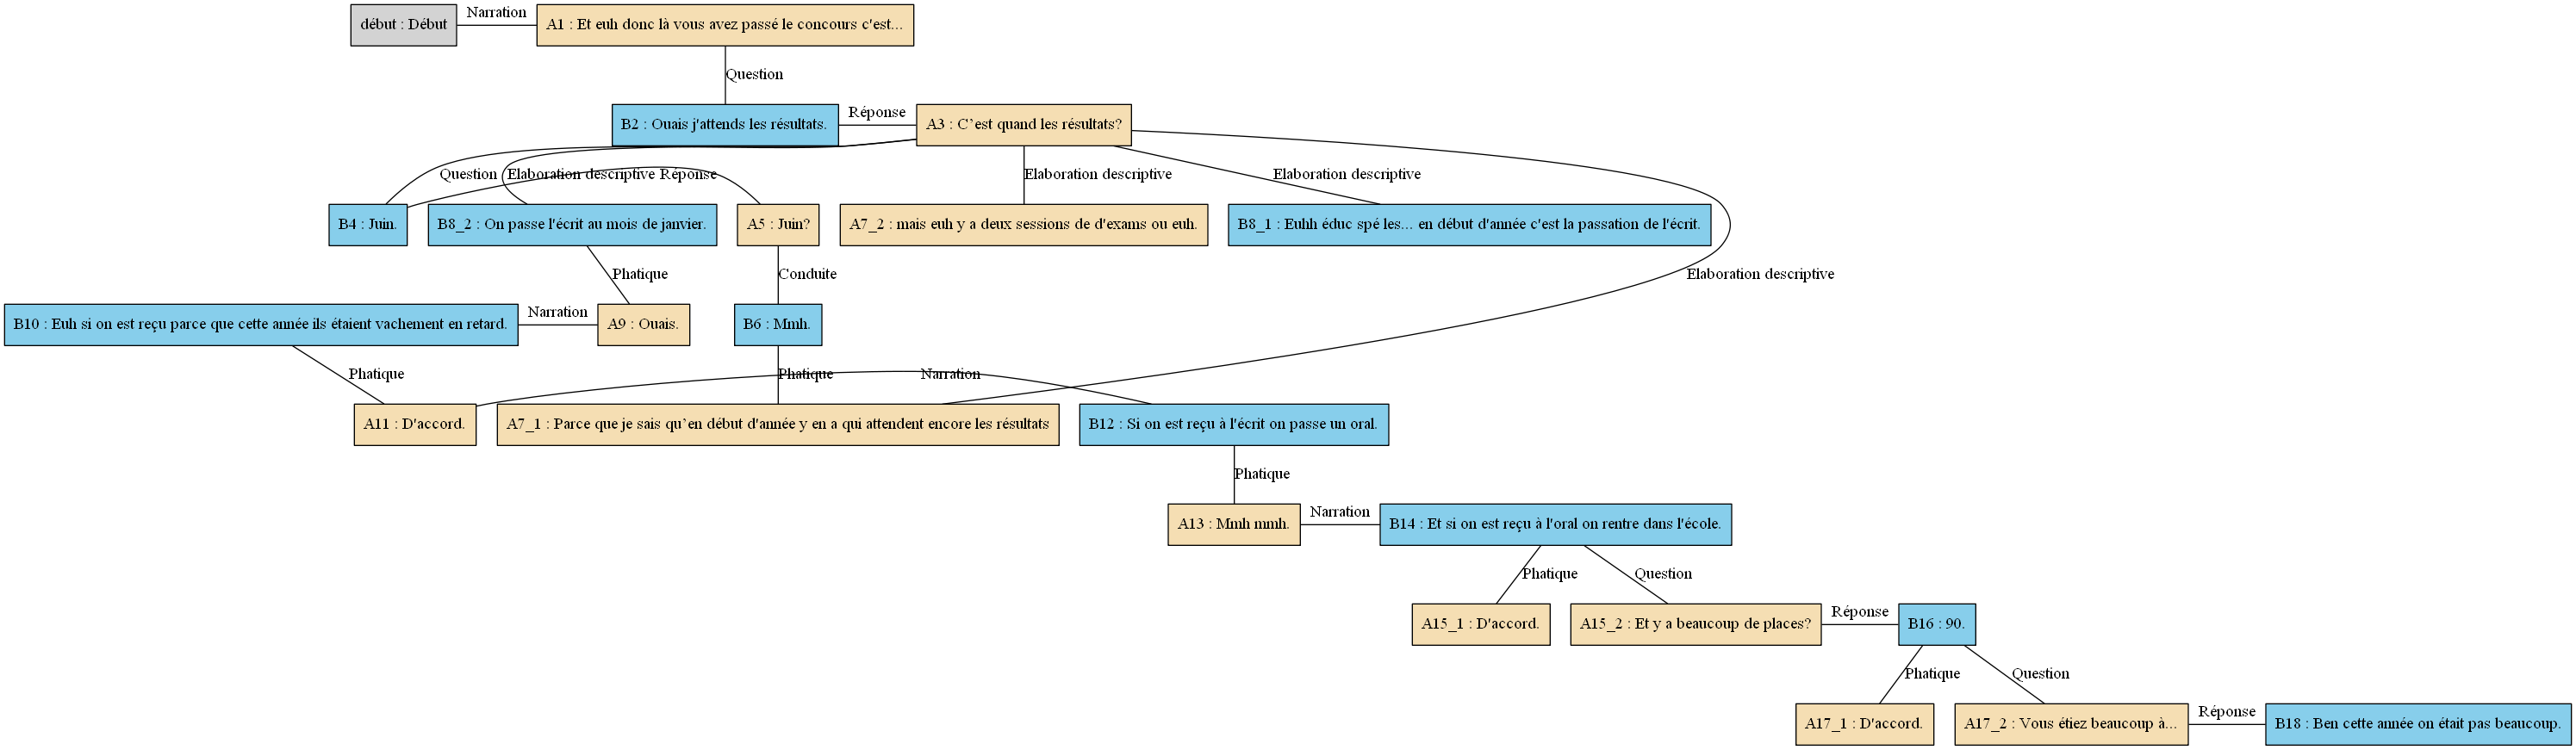 début : Début
Narration
A1 : Et euh donc là vous avez passé le concours c'est...
Question
B2 : Ouais j'attends les résultats.
Réponse
A3 : C’est quand les résultats?
Question
Elaboration descriptive
Réponse
Elaboration descriptive
Elaboration descriptive
B4 : Juin.
B8_2 : On passe l'écrit au mois de janvier.
A5 : Juin?
A7_2 : mais euh y a deux sessions de d'exams ou euh.
B8_1 : Euhh éduc spé les... en début d'année c'est la passation de l'écrit.
Phatique
Conduite
Elaboration descriptive
B10 : Euh si on est reçu parce que cette année ils étaient vachement en retard.
Narration
A9 : Ouais.
B6 : Mmh.
Phatique
Phatique
Narration
A11 : D'accord.
A7_1 : Parce que je sais qu’en début d'année y en a qui attendent encore les résultats
B12 : Si on est reçu à l'écrit on passe un oral.
Phatique
A13 : Mmh mmh.
Narration
B14 : Et si on est reçu à l'oral on rentre dans l'école.
Phatique
Question
A15_1 : D'accord.
A15_2 : Et y a beaucoup de places?
Réponse
B16 : 90.
Phatique
Question
A17_1 : D'accord.
A17_2 : Vous étiez beaucoup à...
Réponse
B18 : Ben cette année on était pas beaucoup.